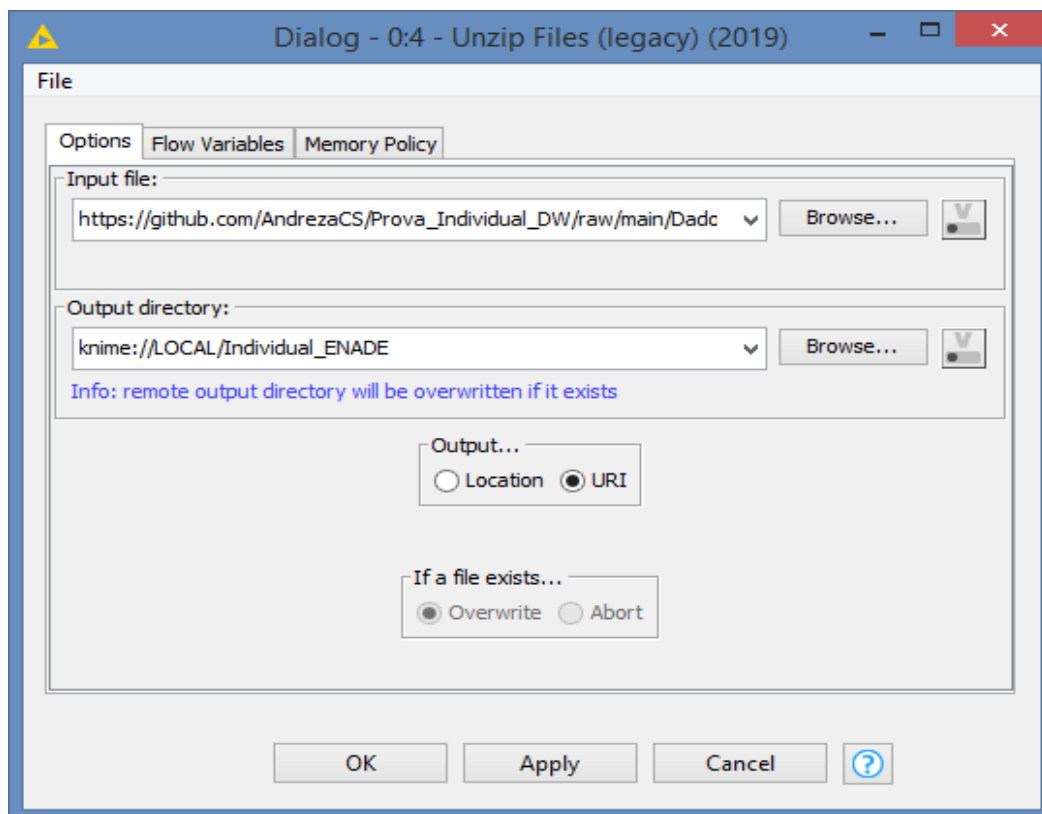 Dialog - 0:4 - Unzip Files (legacy) (2019)
File
Options Flow Variables Memory Policy
Input file:
https://github.com/AndrezaCS/Prova_Individual_DW/raw/main/Dadc Browse... V
Output directory:
knime://LOCAL/Individual_ENADE Browse... V
Info: remote output directory will be overwritten if it exists
Output...
Location URI
If a file exists...
Overwrite Abort
OK Apply Cancel ?